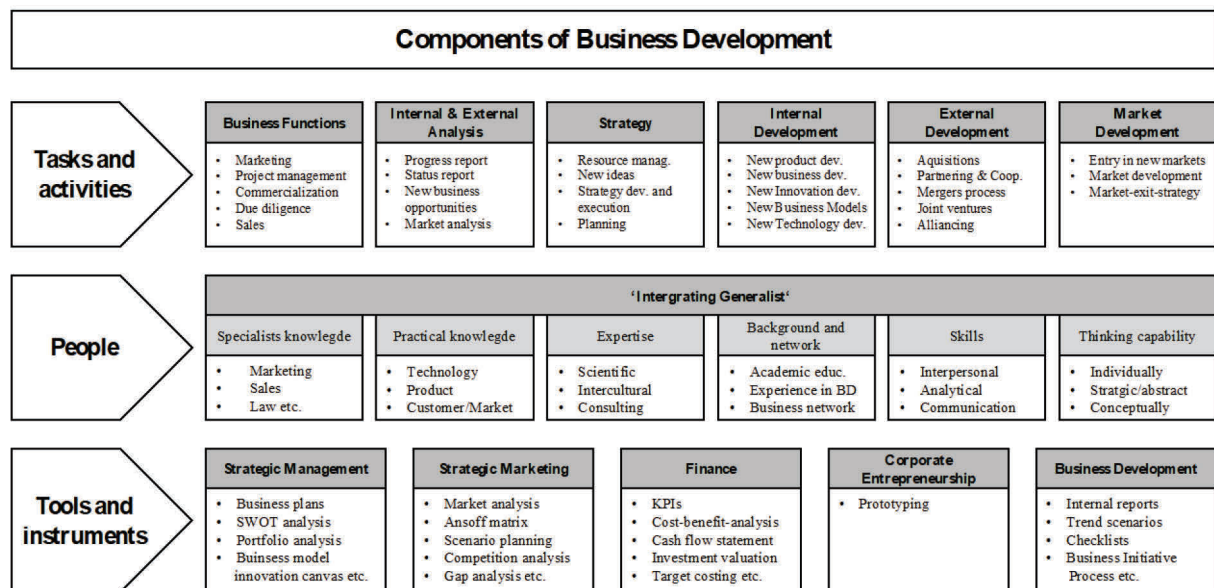 Components of Business Development
Tasks and
activities
Business Functions
• Marketing
• Project management
• Commercialization
• Due diligence
• Sales
Internal & External
Analysis
• Progress report
• Status report
• New business
opportunities
• Market analysis
Strategy
• Resource manag.
• New ideas
• Strategy dev. and
execution
• Planning
Internal
Development
• New product dev.
• New business dev.
• New Innovation dev.
• New Business Models
• New Technology dev.
External
Development
• Aquisitions
• Partnering & Coop.
• Mergers process
• Joint ventures
• Alliancing
Market
Development
• Entry in new markets
• Market development
• Market-exit-strategy
People
‘Intergrating Generalist‘
Specialists knowlegde
• Marketing
• Sales
• Law etc.
Practical knowlegde
• Technology
• Product
• Customer/Market
Expertise
• Scientific
• Intercultural
• Consulting
Background and
network
• Academic educ.
• Experience in BD
• Business network
Skills
• Interpersonal
• Analytical
• Communication
Thinking capability
• Individually
• Stratgic/abstract
• Conceptually
Tools and
instruments
Strategic Management
• Business plans
• SWOT analysis
• Portfolio analysis
• Buinsess model
innovation canvas etc.
Strategic Marketing
• Market analysis
• Ansoff matrix
• Scenario planning
• Competition analysis
• Gap analysis etc.
Finance
• KPIs
• Cost-benefit-analysis
• Cash flow statement
• Investment valuation
• Target costing etc.
Corporate
Entrepreneurship
• Prototyping
Business Development
• Internal reports
• Trend scenarios
• Checklists
• Business Initiative
Process etc.